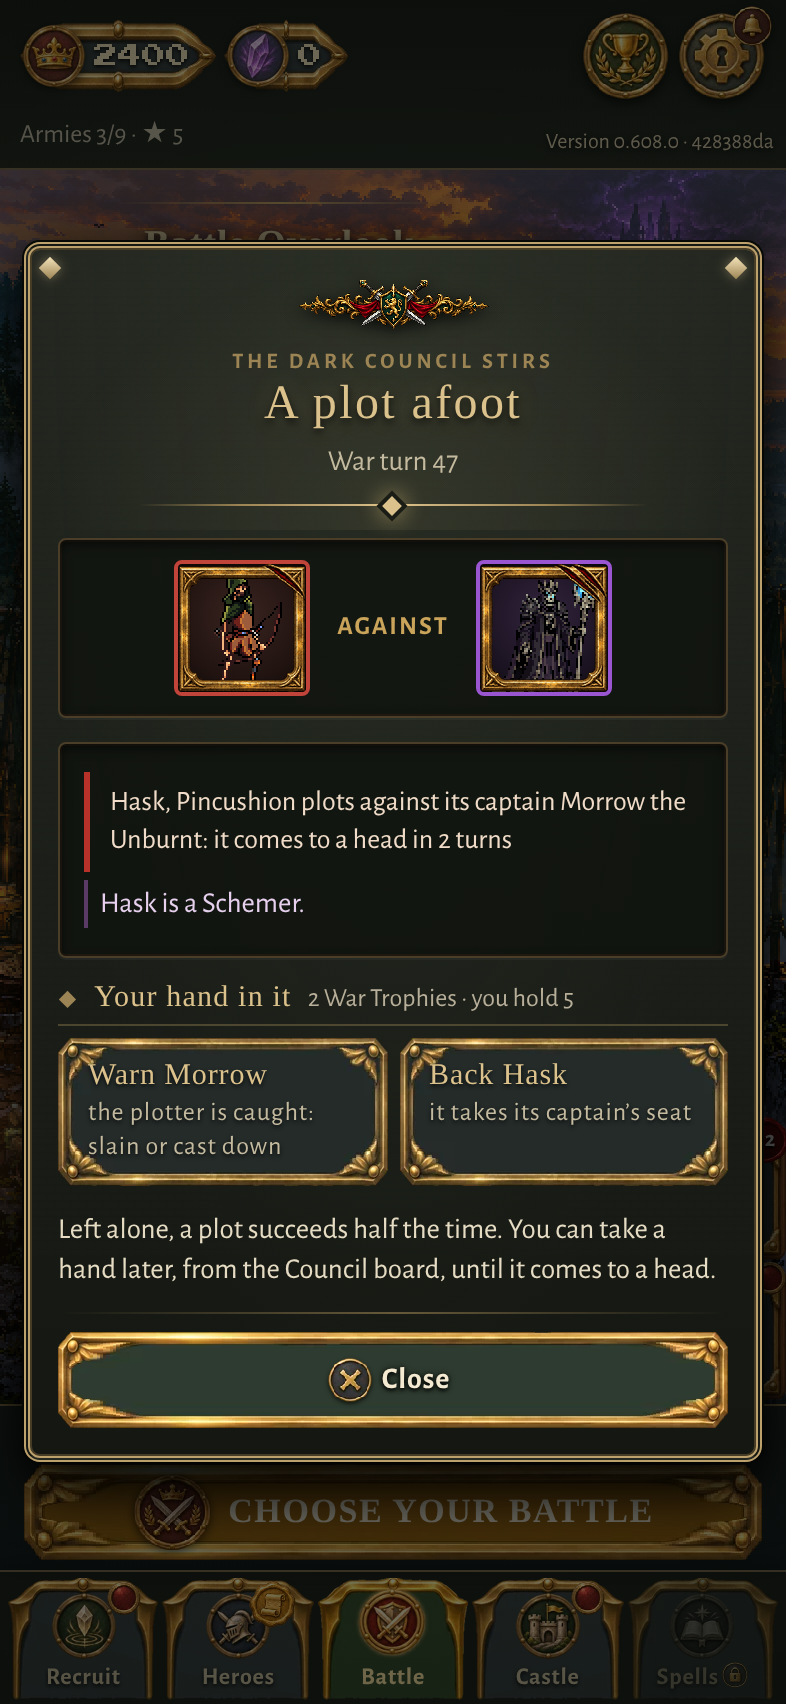 2400
0
Armies 3/9 · ★ 5
Version 0.608.0 · 428388da
THE DARK COUNCIL STIRS
A plot afoot
War turn 47
AGAINST
Hask, Pincushion plots against its captain Morrow the
Unburnt: it comes to a head in 2 turns
Hask is a Schemer.
Your hand in it 2 War Trophies · you hold 5
Warn Morrow
the plotter is caught:
slain or cast down
Back Hask
it takes its captain’s seat
2
Left alone, a plot succeeds half the time. You can take a
hand later, from the Council board, until it comes to a head.
Close
CHOOSE YOUR BATTLE
Recruit
Heroes
Battle
Castle
Spells